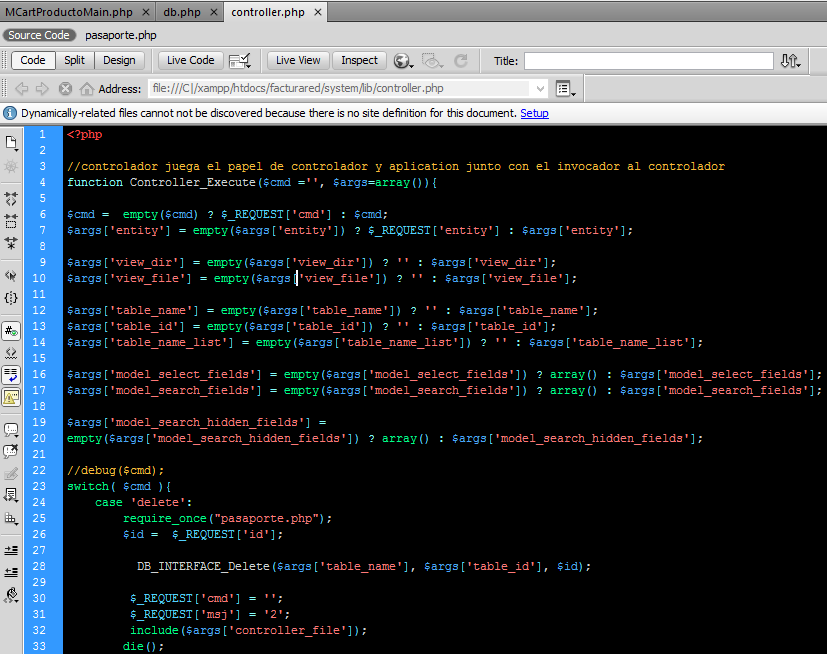 MCartProductoMain.php × db.php × controller.php ×
Source Code pasaporte.php
Code Split Design Live Code Live View Inspect Title:
Address: file:///C|/xampp/htdocs/facturared/system/lib/controller.php
Dynamically-related files cannot not be discovered because there is no site definition for this document. Setup
1 <?php
2
3 //controlador juega el papel de controlador y aplication junto con el invocador al controlador
4 function Controller_Execute($cmd ='', $args=array()){
5
6 $cmd =  empty($cmd) ? $_REQUEST['cmd'] : $cmd;
7 $args['entity'] = empty($args['entity']) ? $_REQUEST['entity'] : $args['entity'];
8
9 $args['view_dir'] = empty($args['view_dir']) ? '' : $args['view_dir'];
10 $args['view_file'] = empty($args['view_file']) ? '' : $args['view_file'];
11
12 $args['table_name'] = empty($args['table_name']) ? '' : $args['table_name'];
13 $args['table_id'] = empty($args['table_id']) ? '' : $args['table_id'];
14 $args['table_name_list'] = empty($args['table_name_list']) ? '' : $args['table_name_list'];
15
16 $args['model_select_fields'] = empty($args['model_select_fields']) ? array() : $args['model_select_fields'];
17 $args['model_search_fields'] = empty($args['model_search_fields']) ? array() : $args['model_search_fields'];
18
19 $args['model_search_hidden_fields'] =
20 empty($args['model_search_hidden_fields']) ? array() : $args['model_search_hidden_fields'];
21
22 //debug($cmd);
23 switch( $cmd ){
24     case 'delete':
25         require_once("pasaporte.php");
26         $id =  $_REQUEST['id'];
27
28           DB_INTERFACE_Delete($args['table_name'], $args['table_id'], $id);
29
30          $_REQUEST['cmd'] = '';
31          $_REQUEST['msj'] = '2';
32          include($args['controller_file']);
33         die();